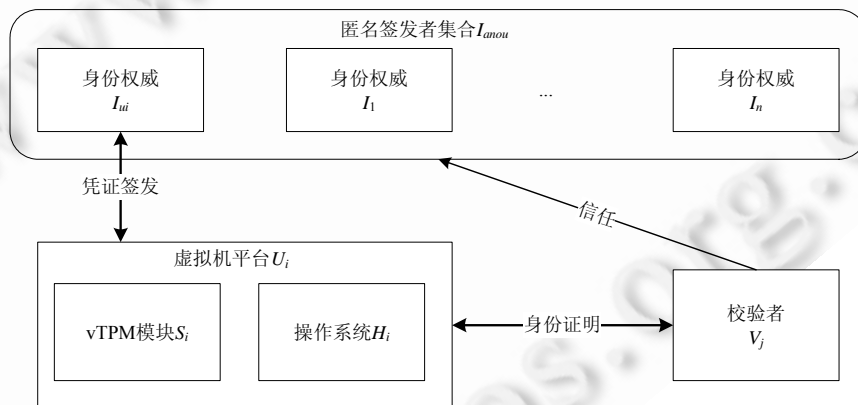 匿名签发者集合Ianou
身份权威
Iui
身份权威
I1
...
身份权威
In
凭证签发
信任
虚拟机平台Ui
vTPM模块Si
操作系统Hi
身份证明
校验者
Vj